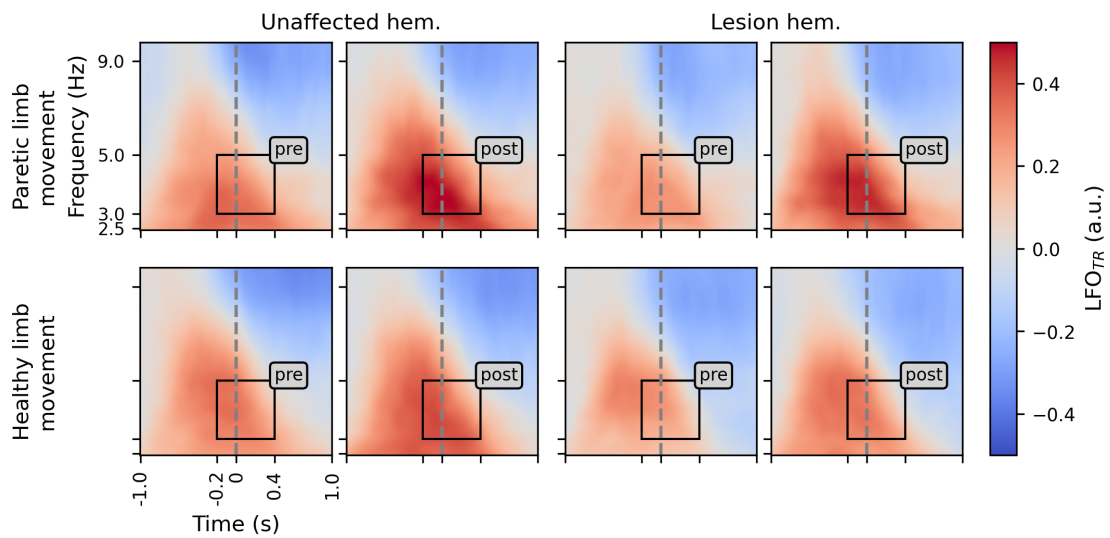 Unaffected hem.
Lesion hem.
Paretic limb
movement
Frequency (Hz)
9.0
5.0
3.0
2.5
pre
post
pre
post
Healthy limb
movement
pre
post
pre
post
-1.0
-0.2
0
0.4
1.0
Time (s)
0.4
0.2
0.0
−0.2
−0.4
LFO_TR (a.u.)